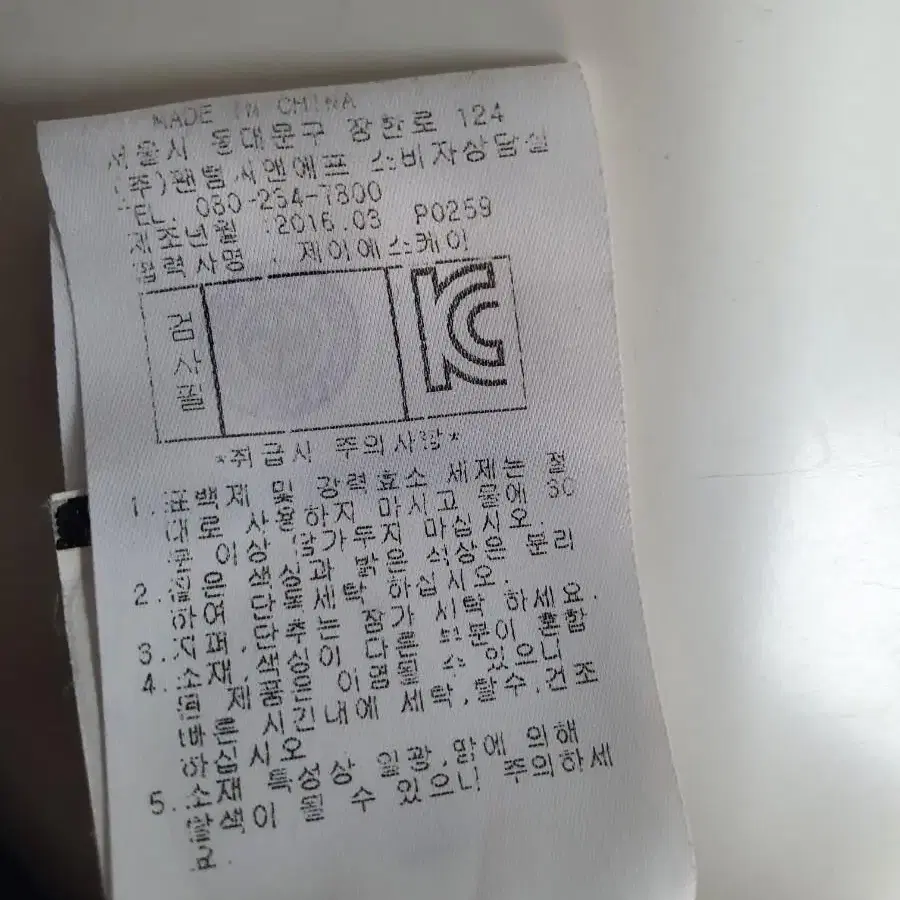 MADE IN CHINA
서울시 동대문구 장한로 124
(주)팬텀씨앤에프 소비자상담실
TEL. 080-254-7800
제조년월 :2016.03 P0259
협력사명 : 제이에스케이
검사필
KC
*취급시 주의사항*
1.표백제 및 강력효소 세제는 절
대로 사용하지 마시고 물에 30
분 이상 담가두지 마십시오.
2.짙은 색상과 밝은 색상은 분리
하여 단독세탁 하십시오.
3.지퍼,단추는 잠가 세탁 하세요.
4.소재,색상이 다른 부분이 혼합
된 제품은 이염될 수 있으니
빠른 시간내에 세탁,탈수,건조
하십시오
5.소재 특성상 일광,땀에 의해
탈색이 될 수 있으니 주의하세
요.